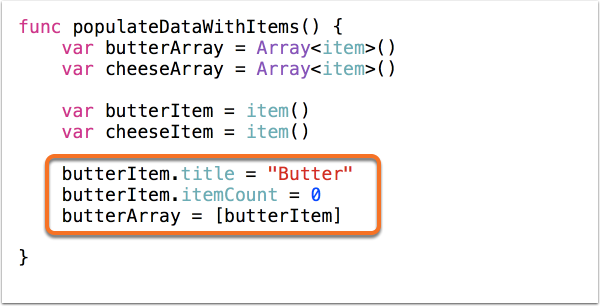 func populateDataWithItems() {
    var butterArray = Array<item>()
    var cheeseArray = Array<item>()
    var butterItem = item()
    var cheeseItem = item()
    butterItem.title = "Butter"
    butterItem.itemCount = 0
    butterArray = [butterItem]
}